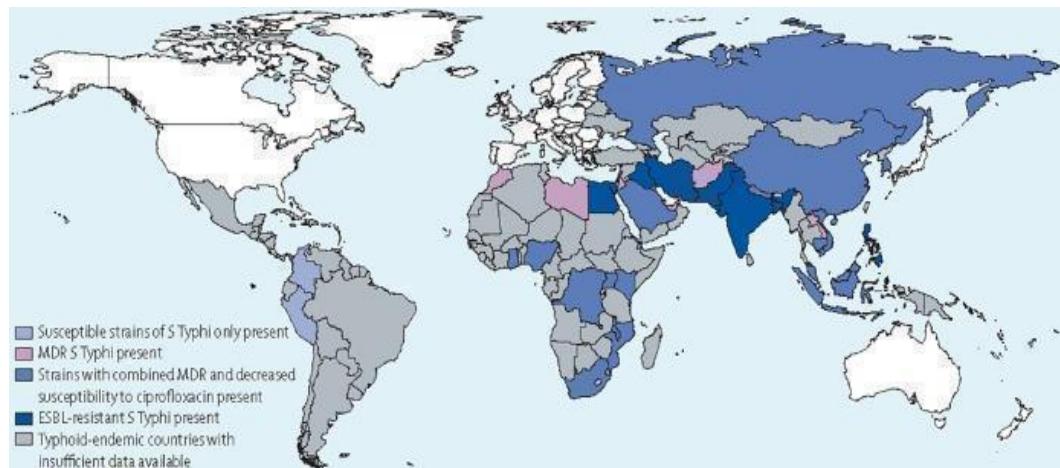 Susceptible strains of S Typhi only present
MDR S Typhi present
Strains with combined MDR and decreased
susceptibility to ciprofloxacin present
ESBL-resistant S Typhi present
Typhoid-endemic countries with
insufficient data available